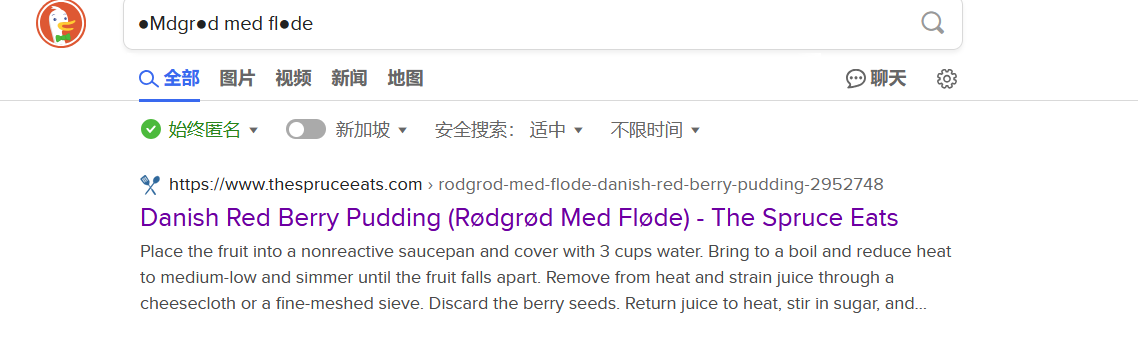 ●Mdgr●d med fl●de
全部 图片 视频 新闻 地图 聊天
始终匿名 新加坡 安全搜索： 适中 不限时间
https://www.thespruceeats.com › rodgrod-med-flode-danish-red-berry-pudding-2952748
Danish Red Berry Pudding (Rødgrød Med Fløde) - The Spruce Eats
Place the fruit into a nonreactive saucepan and cover with 3 cups water. Bring to a boil and reduce heat
to medium-low and simmer until the fruit falls apart. Remove from heat and strain juice through a
cheesecloth or a fine-meshed sieve. Discard the berry seeds. Return juice to heat, stir in sugar, and...